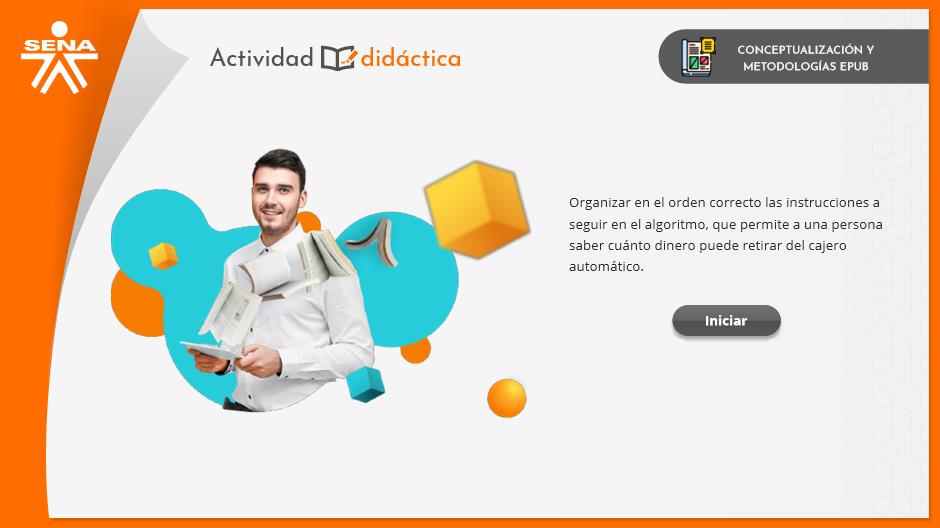 SENA
Actividad didáctica
CONCEPTUALIZACIÓN Y
METODOLOGÍAS EPUB
Organizar en el orden correcto las instrucciones a
seguir en el algoritmo, que permite a una persona
saber cuánto dinero puede retirar del cajero
automático.
Iniciar